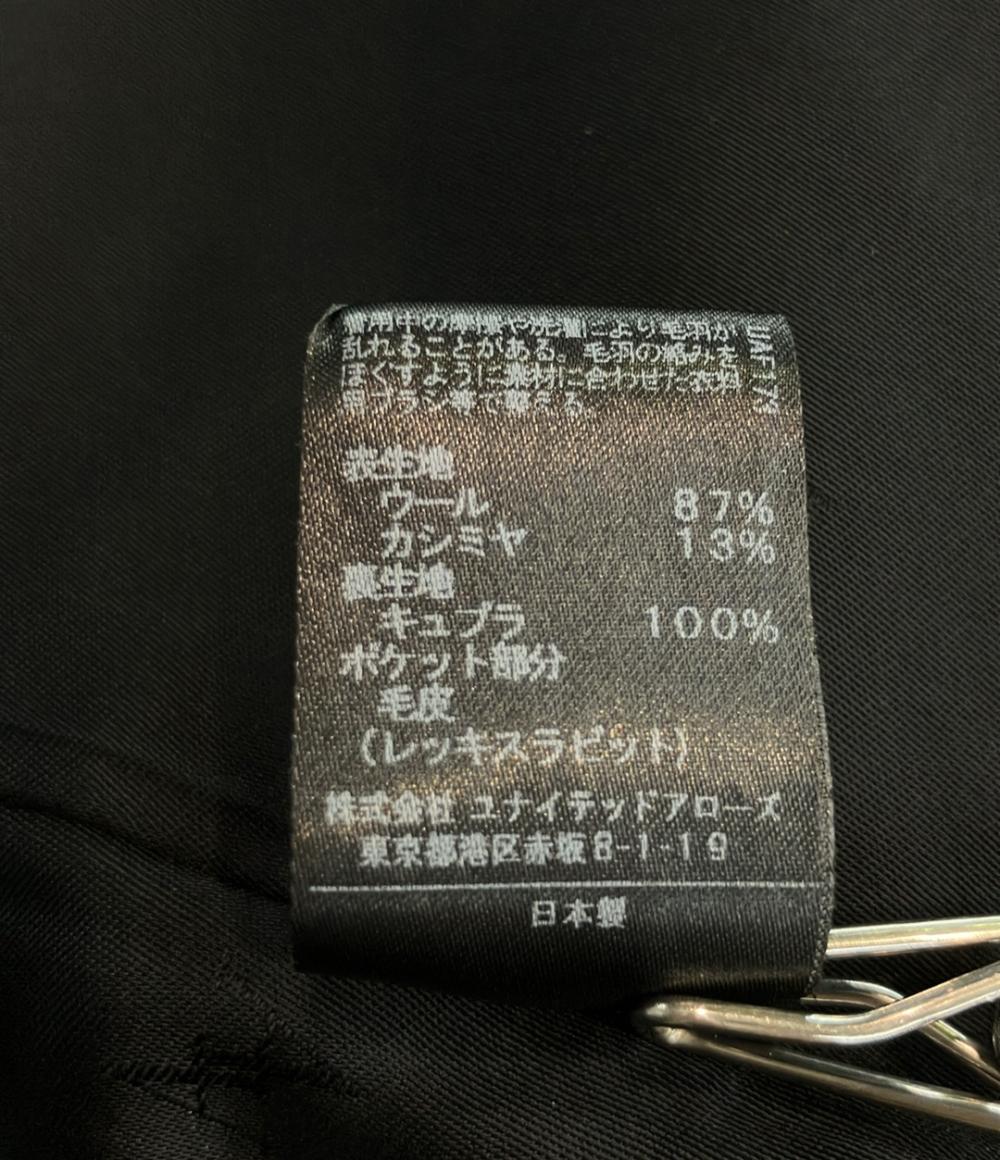 着用中の摩擦や洗濯により毛羽が
乱れることがある。毛羽の絡みを
ほぐすように素材に合わせた衣料
用ブラシ等で整える。
表生地
ウール 87%
カシミヤ 13%
裏生地
キュプラ 100%
ポケット部分
毛皮
(レッキスラビット)
株式会社 ユナイテッドアローズ
東京都港区赤坂8-1-19
日本製